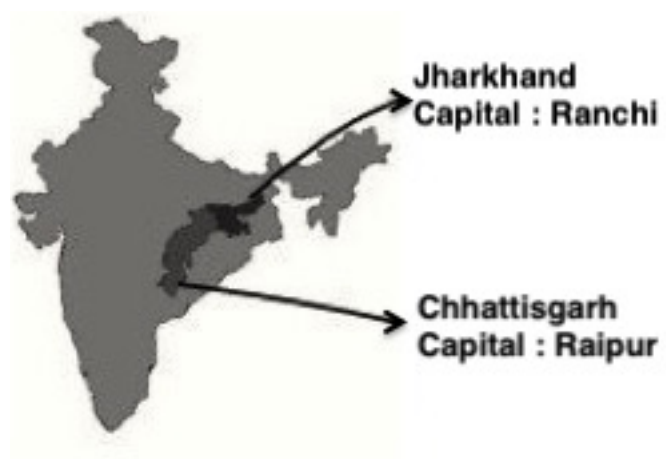 Jharkhand
Capital : Ranchi
Chhattisgarh
Capital : Raipur